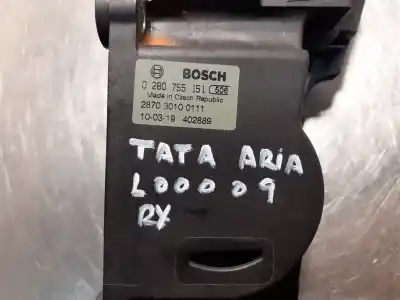 BOSCH
0 280 755 151 506
Made in Czech Republic
2870 3010 0111
10-03-19 402889
TATA ARIA
L00009
RX